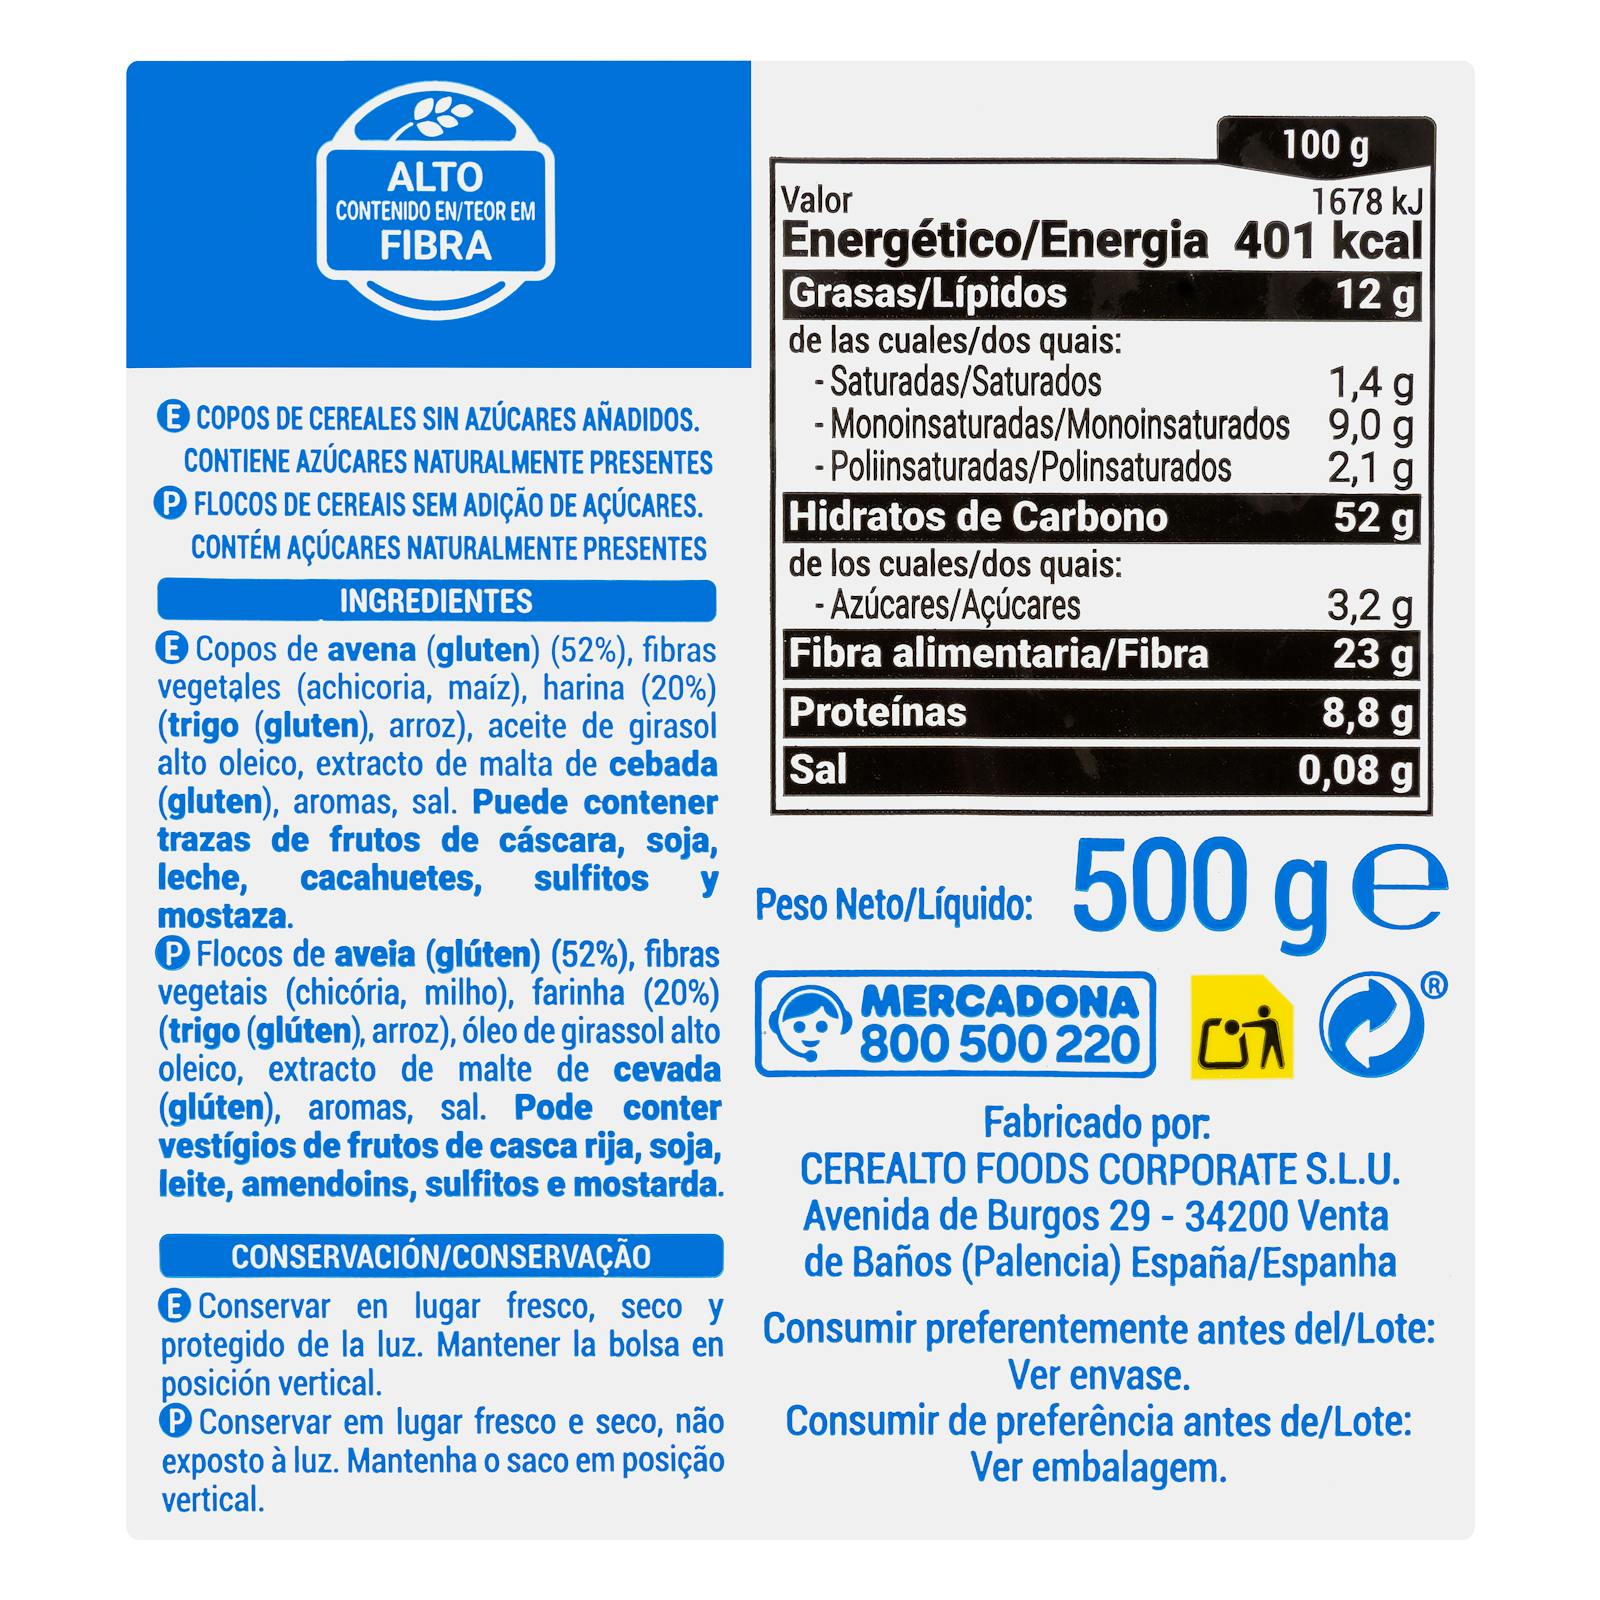 ALTO
CONTENIDO EN/TEOR EM
FIBRA
E COPOS DE CEREALES SIN AZÚCARES AÑADIDOS.
CONTIENE AZÚCARES NATURALMENTE PRESENTES
P FLOCOS DE CEREAIS SEM ADIÇÃO DE AÇÚCARES.
CONTÉM AÇÚCARES NATURALMENTE PRESENTES
INGREDIENTES
E Copos de avena (gluten) (52%), fibras
vegetales (achicoria, maíz), harina (20%)
(trigo (gluten), arroz), aceite de girasol
alto oleico, extracto de malta de cebada
(gluten), aromas, sal. Puede contener
trazas de frutos de cáscara, soja,
leche, cacahuetes, sulfitos y
mostaza.
P Flocos de aveia (glúten) (52%), fibras
vegetais (chicória, milho), farinha (20%)
(trigo (glúten), arroz), óleo de girassol alto
oleico, extracto de malte de cevada
(glúten), aromas, sal. Pode conter
vestígios de frutos de casca rija, soja,
leite, amendoins, sulfitos e mostarda.
CONSERVACIÓN/CONSERVAÇÃO
E Conservar en lugar fresco, seco y
protegido de la luz. Mantener la bolsa en
posición vertical.
P Conservar em lugar fresco e seco, não
exposto à luz. Mantenha o saco em posição
vertical.
100 g
Valor 1678 kJ
Energético/Energia 401 kcal
Grasas/Lípidos 12 g
de las cuales/dos quais:
- Saturadas/Saturados 1,4 g
- Monoinsaturadas/Monoinsaturados 9,0 g
- Poliinsaturadas/Polinsaturados 2,1 g
Hidratos de Carbono 52 g
de los cuales/dos quais:
- Azúcares/Açúcares 3,2 g
Fibra alimentaria/Fibra 23 g
Proteínas 8,8 g
Sal 0,08 g
Peso Neto/Líquido: 500 g ℮
MERCADONA
800 500 220
®
Fabricado por:
CEREALTO FOODS CORPORATE S.L.U.
Avenida de Burgos 29 - 34200 Venta
de Baños (Palencia) España/Espanha
Consumir preferentemente antes del/Lote:
Ver envase.
Consumir de preferência antes de/Lote:
Ver embalagem.